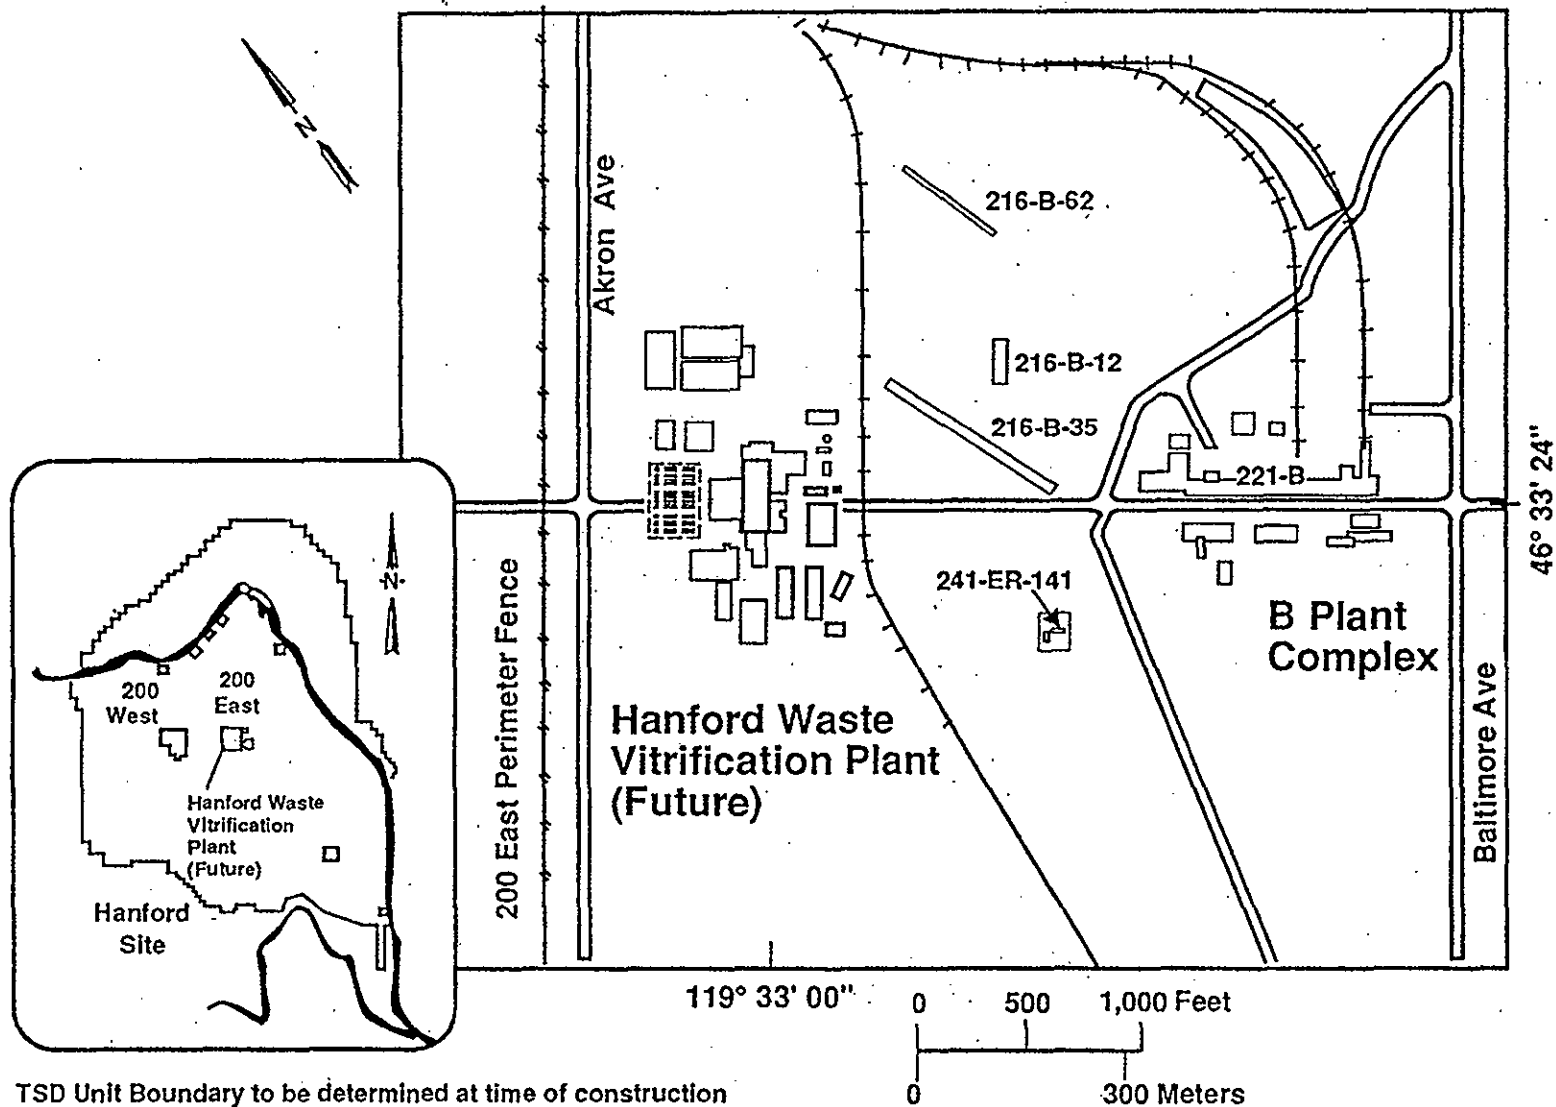 N
Akron Ave
216-B-62
216-B-12
216-B-35
221-B
46° 33' 24"
241-ER-141
B Plant
Complex
200 East Perimeter Fence
Hanford Waste
Vitrification Plant
(Future)
Baltimore Ave
N
200
West
200
East
Hanford Waste
Vitrification
Plant
(Future)
Hanford
Site
119° 33' 00"
0 500 1,000 Feet
0 300 Meters
TSD Unit Boundary to be determined at time of construction